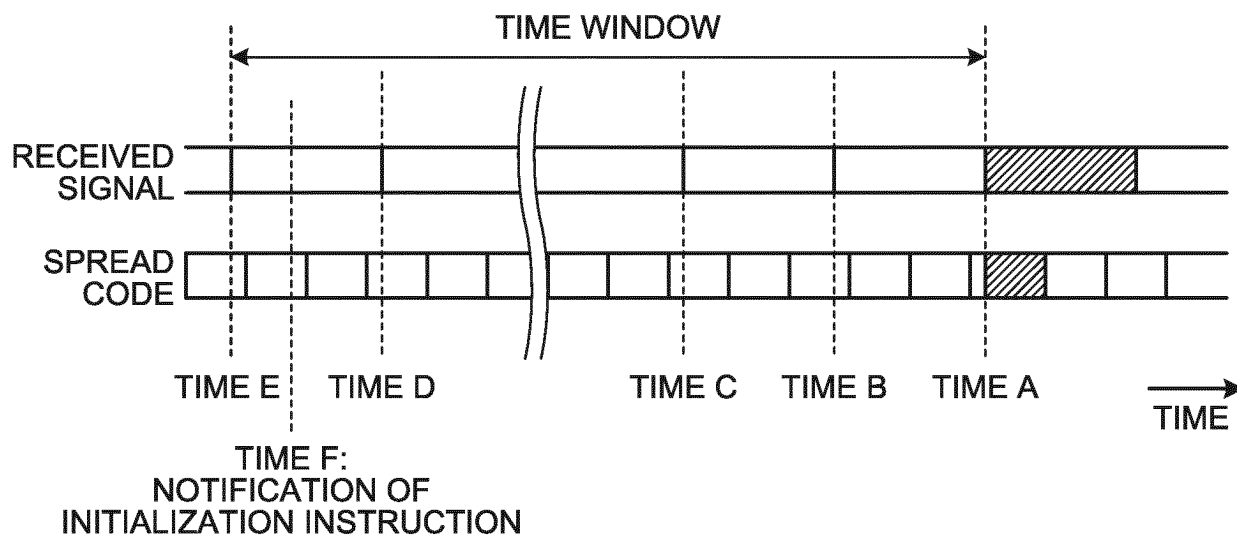 TIME WINDOW
RECEIVED
SIGNAL
SPREAD
CODE
TIME E
TIME D
TIME C
TIME B
TIME A
TIME
TIME F:
NOTIFICATION OF
INITIALIZATION INSTRUCTION